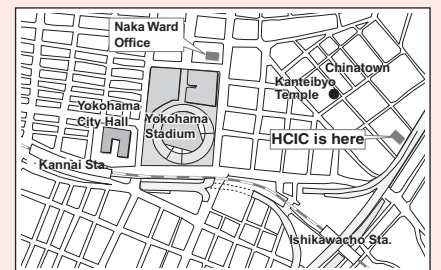 Naka Ward
Office
Chinatown
Kanteibyo
Temple
Yokohama
City Hall
Yokohama
Stadium
HCIC is here
Kannai Sta.
Ishikawacho Sta.